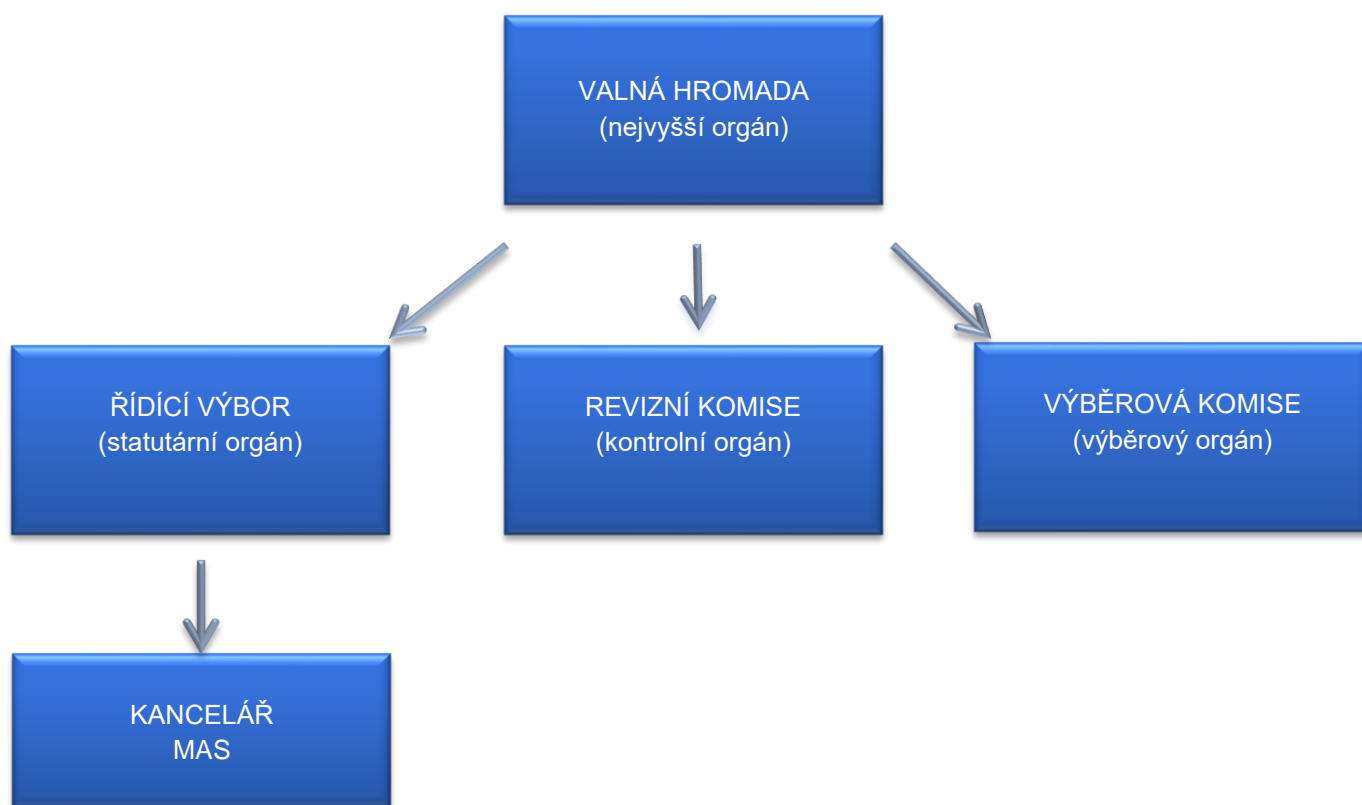 VALNÁ HROMADA
(nejvyšší orgán)
ŘÍDÍCÍ VÝBOR
(statutární orgán)
REVIZNÍ KOMISE
(kontrolní orgán)
VÝBĚROVÁ KOMISE
(výběrový orgán)
KANCELÁŘ
MAS